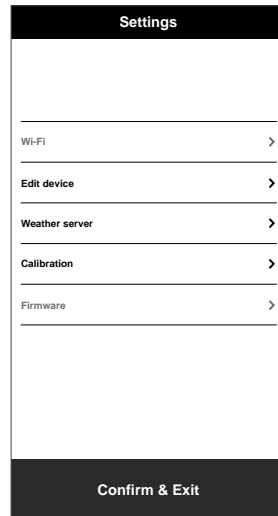 Settings
Wi-Fi
Edit device
Weather server
Calibration
Firmware
Confirm & Exit